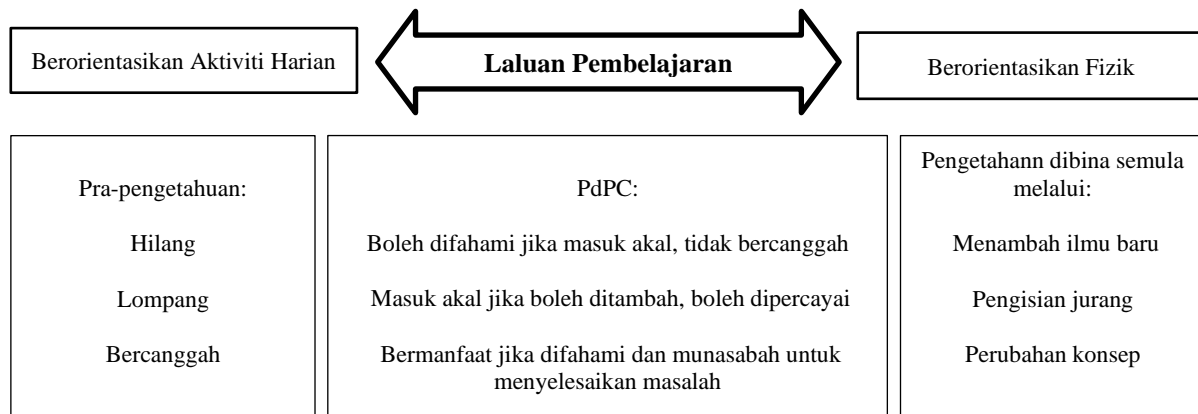 Berorientasikan Aktiviti Harian
Laluan Pembelajaran
Berorientasikan Fizik
Pra-pengetahuan:
Hilang
Lompang
Bercanggah
PdPC:
Boleh difahami jika masuk akal, tidak bercanggah
Masuk akal jika boleh ditambah, boleh dipercayai
Bermanfaat jika difahami dan munasabah untuk
menyelesaikan masalah
Pengetahann dibina semula
melalui:
Menambah ilmu baru
Pengisian jurang
Perubahan konsep